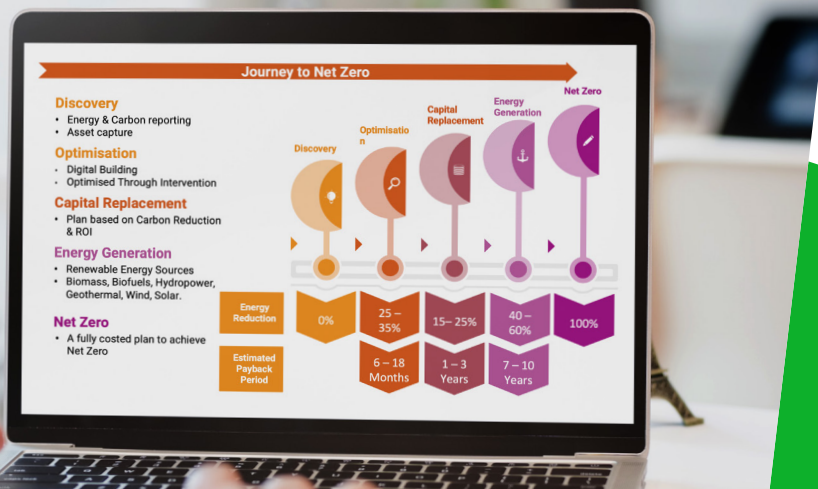 Journey to Net Zero
Discovery
• Energy & Carbon reporting
• Asset capture
Optimisation
• Digital Building
• Optimised Through Intervention
Capital Replacement
• Plan based on Carbon Reduction
& ROI
Energy Generation
• Renewable Energy Sources
• Biomass, Biofuels, Hydropower,
Geothermal, Wind, Solar.
Net Zero
• A fully costed plan to achieve
Net Zero
Discovery
Optimisatio
n
Capital
Replacement
Energy
Generation
Net Zero
Energy
Reduction
0%
25 –
35%
15– 25%
40 –
60%
100%
Estimated
Payback
Period
6 – 18
Months
1 – 3
Years
7 – 10
Years